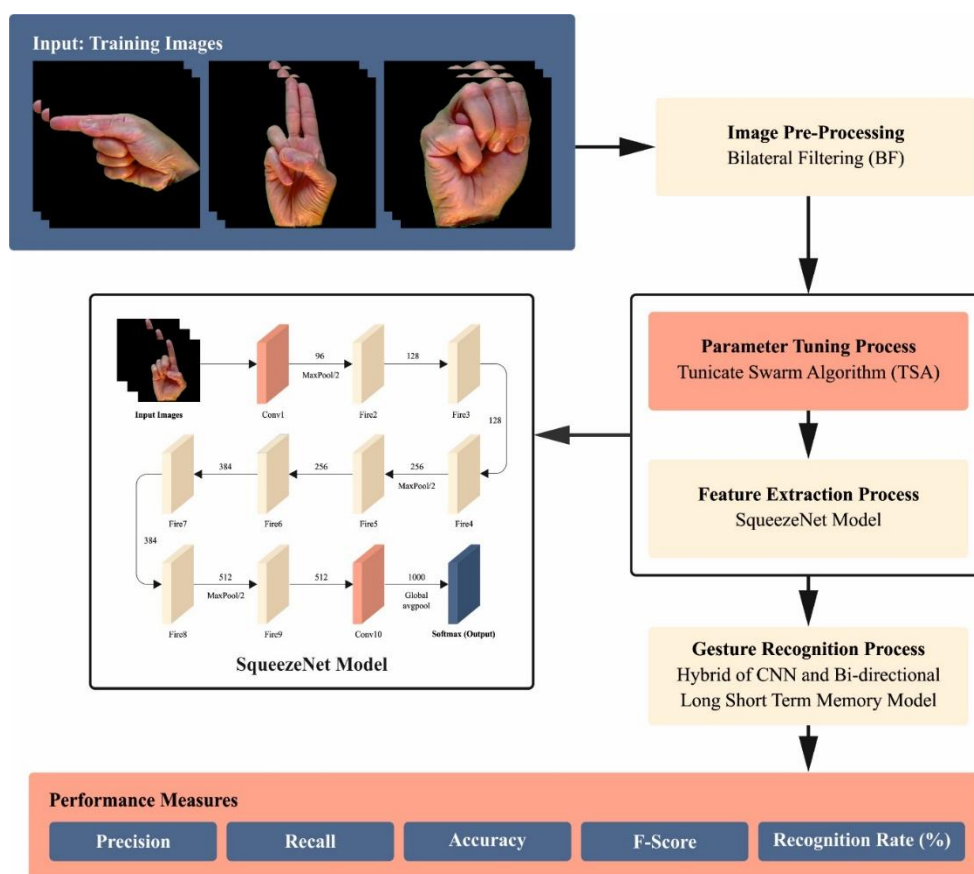 Input: Training Images
Image Pre-Processing
Bilateral Filtering (BF)
Parameter Tuning Process
Tunicate Swarm Algorithm (TSA)
Feature Extraction Process
SqueezeNet Model
Input Images
Conv1
96
MaxPool/2
Fire2
128
Fire3
128
Fire4
256
MaxPool/2
Fire5
256
Fire6
384
Fire7
384
Fire8
512
MaxPool/2
Fire9
512
Conv10
1000
Global
avgpool
Softmax (Output)
SqueezeNet Model
Gesture Recognition Process
Hybrid of CNN and Bi-directional
Long Short Term Memory Model
Performance Measures
Precision
Recall
Accuracy
F-Score
Recognition Rate (%)